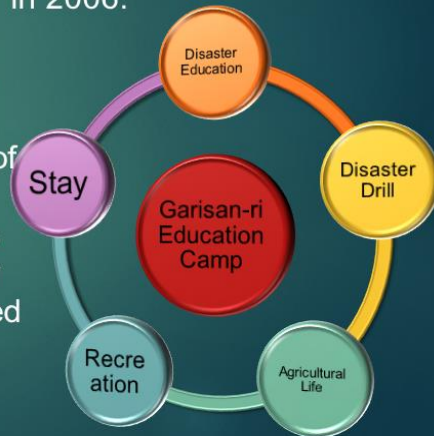 in 2006.
Disaster
Education
of
Stay
Disaster
Drill
Garisan-ri
Education
Camp
ed
Recre
ation
Agricultural
Life